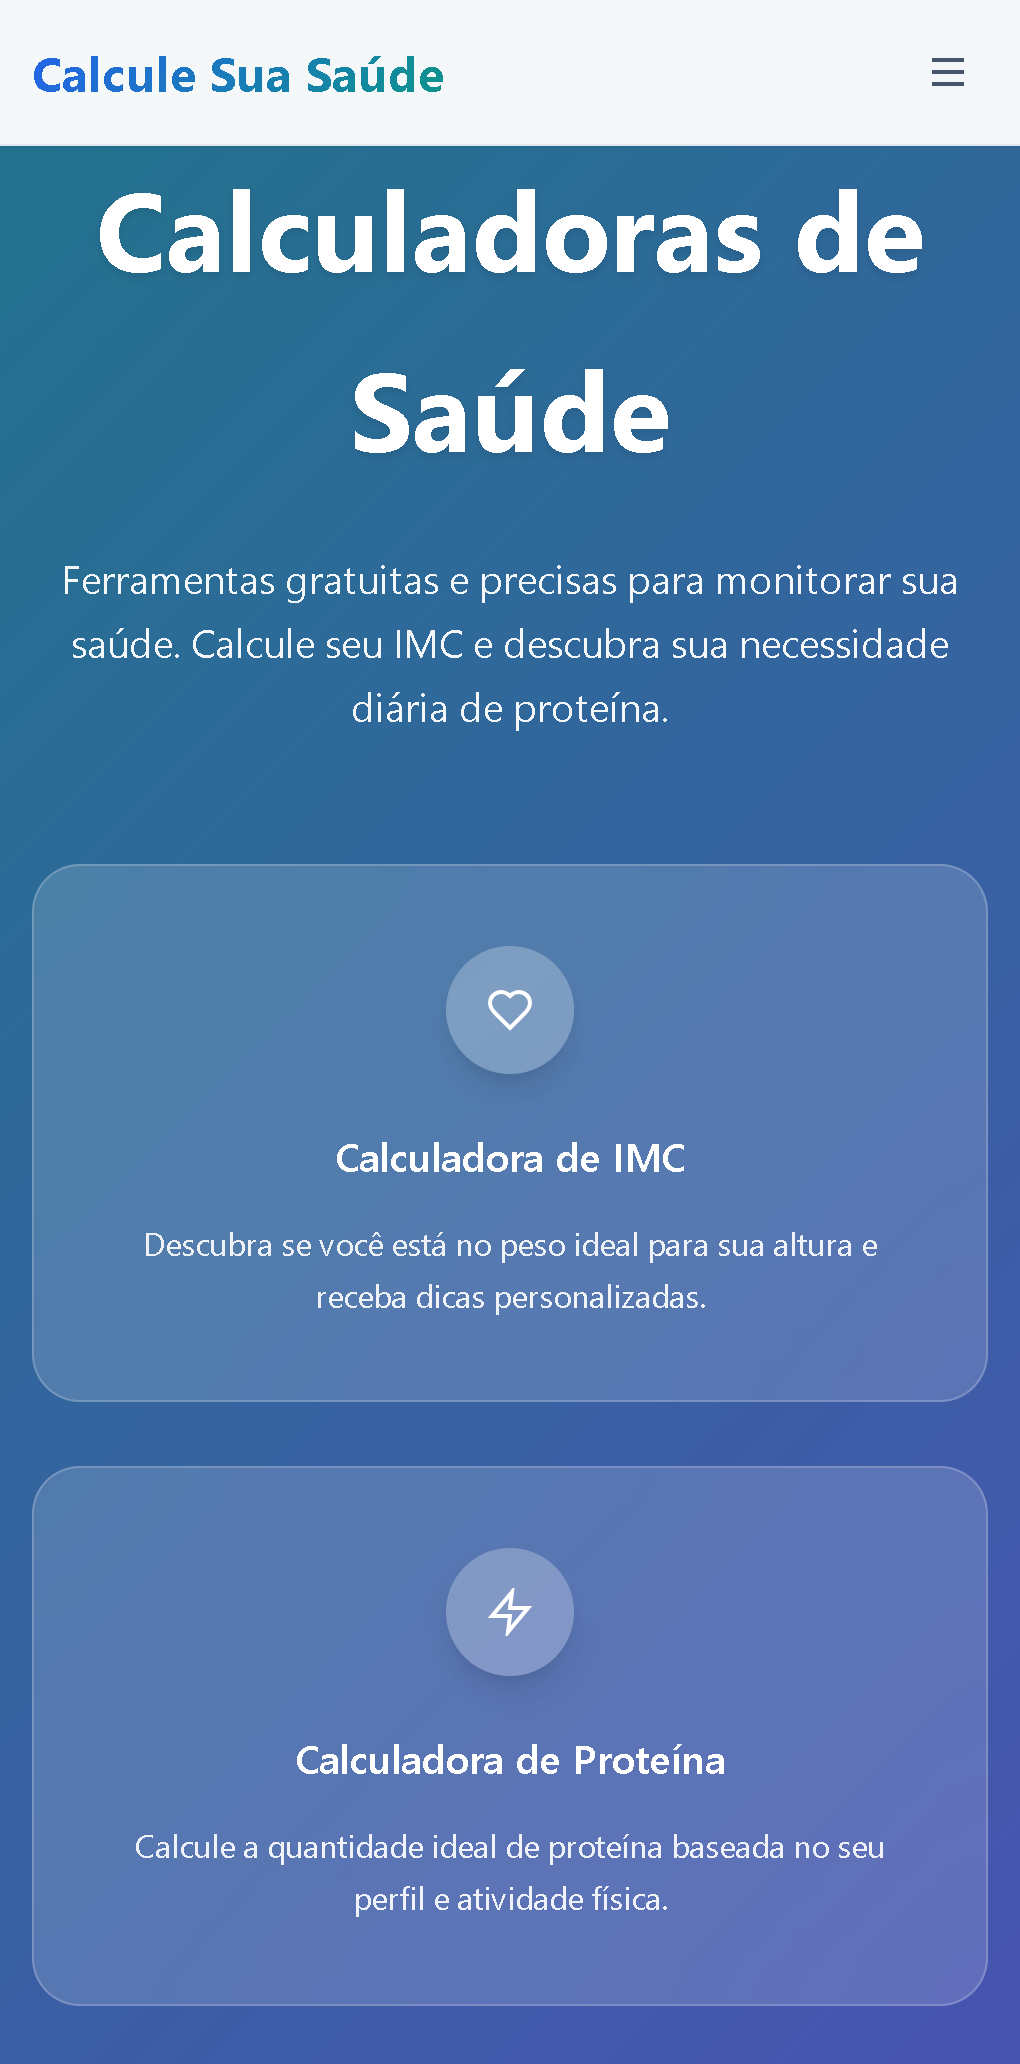 Calcule Sua Saúde
Calculadoras de
Saúde
Ferramentas gratuitas e precisas para monitorar sua
saúde. Calcule seu IMC e descubra sua necessidade
diária de proteína.
Calculadora de IMC
Descubra se você está no peso ideal para sua altura e
receba dicas personalizadas.
Calculadora de Proteína
Calcule a quantidade ideal de proteína baseada no seu
perfil e atividade física.